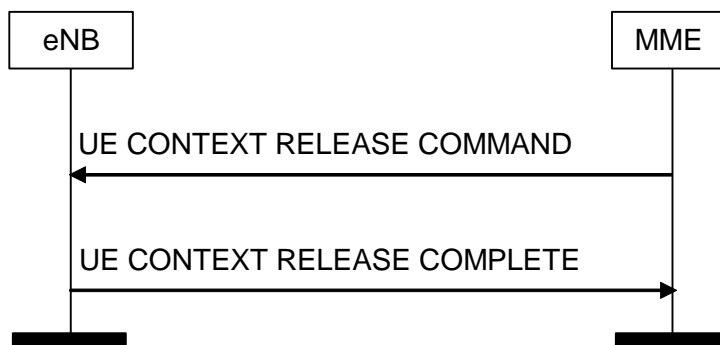 eNB
MME
UE CONTEXT RELEASE COMMAND
UE CONTEXT RELEASE COMPLETE